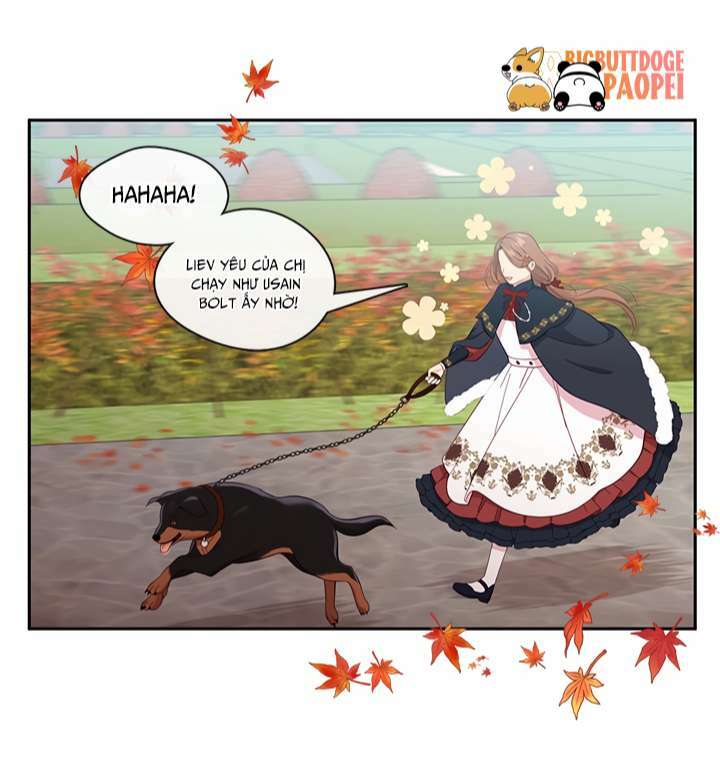 BIGBUTTDOGE
PAOPEI
HAHAHA!
LIEV YÊU CỦA CHỊ
CHẠY NHƯ USAIN
BOLT ẤY NHỜ!